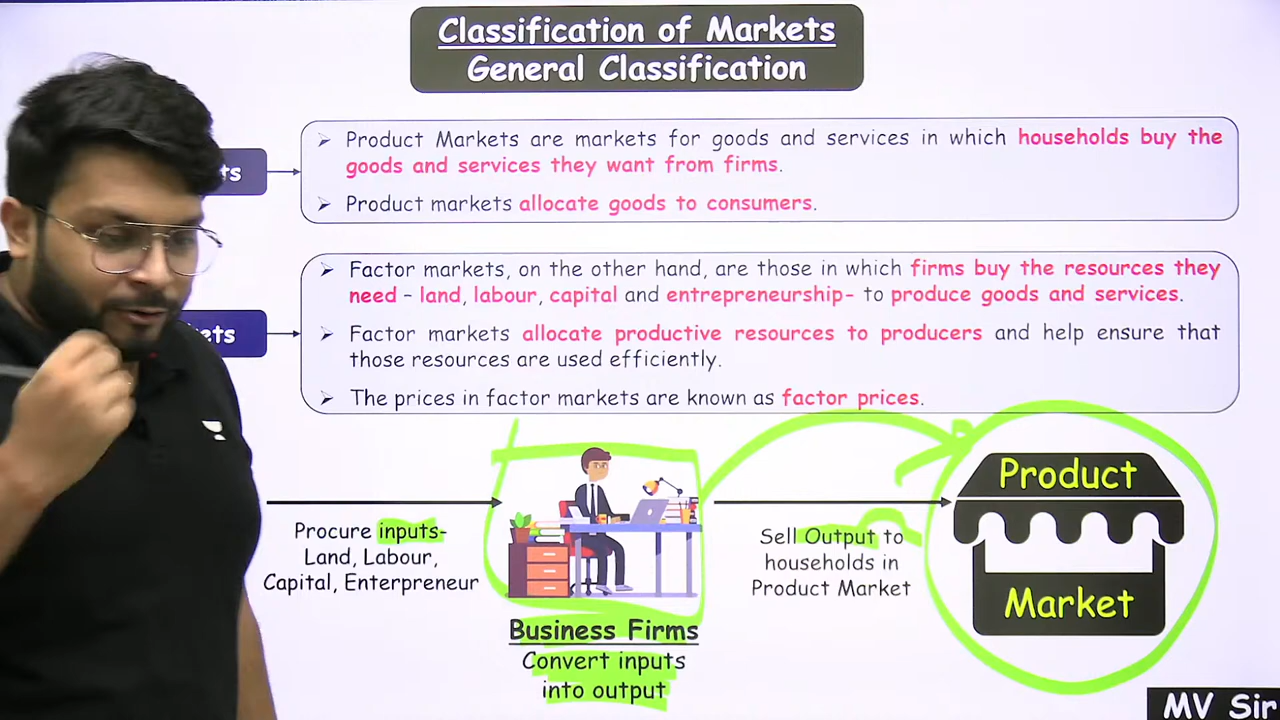 Classification of Markets
General Classification
➢ Product Markets are markets for goods and services in which households buy the
goods and services they want from firms.
➢ Product markets allocate goods to consumers.
➢ Factor markets, on the other hand, are those in which firms buy the resources they
need – land, labour, capital and entrepreneurship- to produce goods and services.
➢ Factor markets allocate productive resources to producers and help ensure that
those resources are used efficiently.
➢ The prices in factor markets are known as factor prices.
Procure inputs-
Land, Labour,
Capital, Enterpreneur
Business Firms
Convert inputs
into output
Sell Output to
households in
Product Market
Product
Market
MV Sir